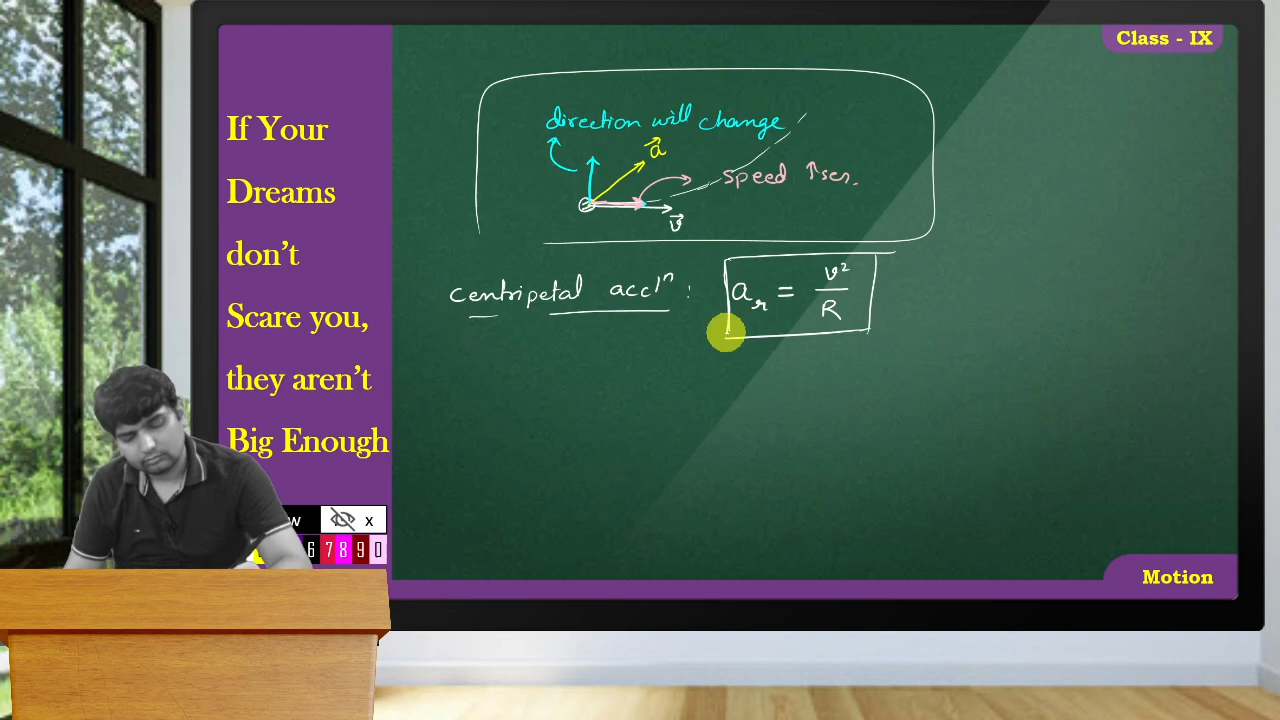 Class - IX
If Your
Dreams
don't
Scare you,
they aren't
Big Enough
direction will change
a
speed ↑ses.
v
centripetal accl^n : a_r = v²/R
w x
6 7 8 9 0
Motion